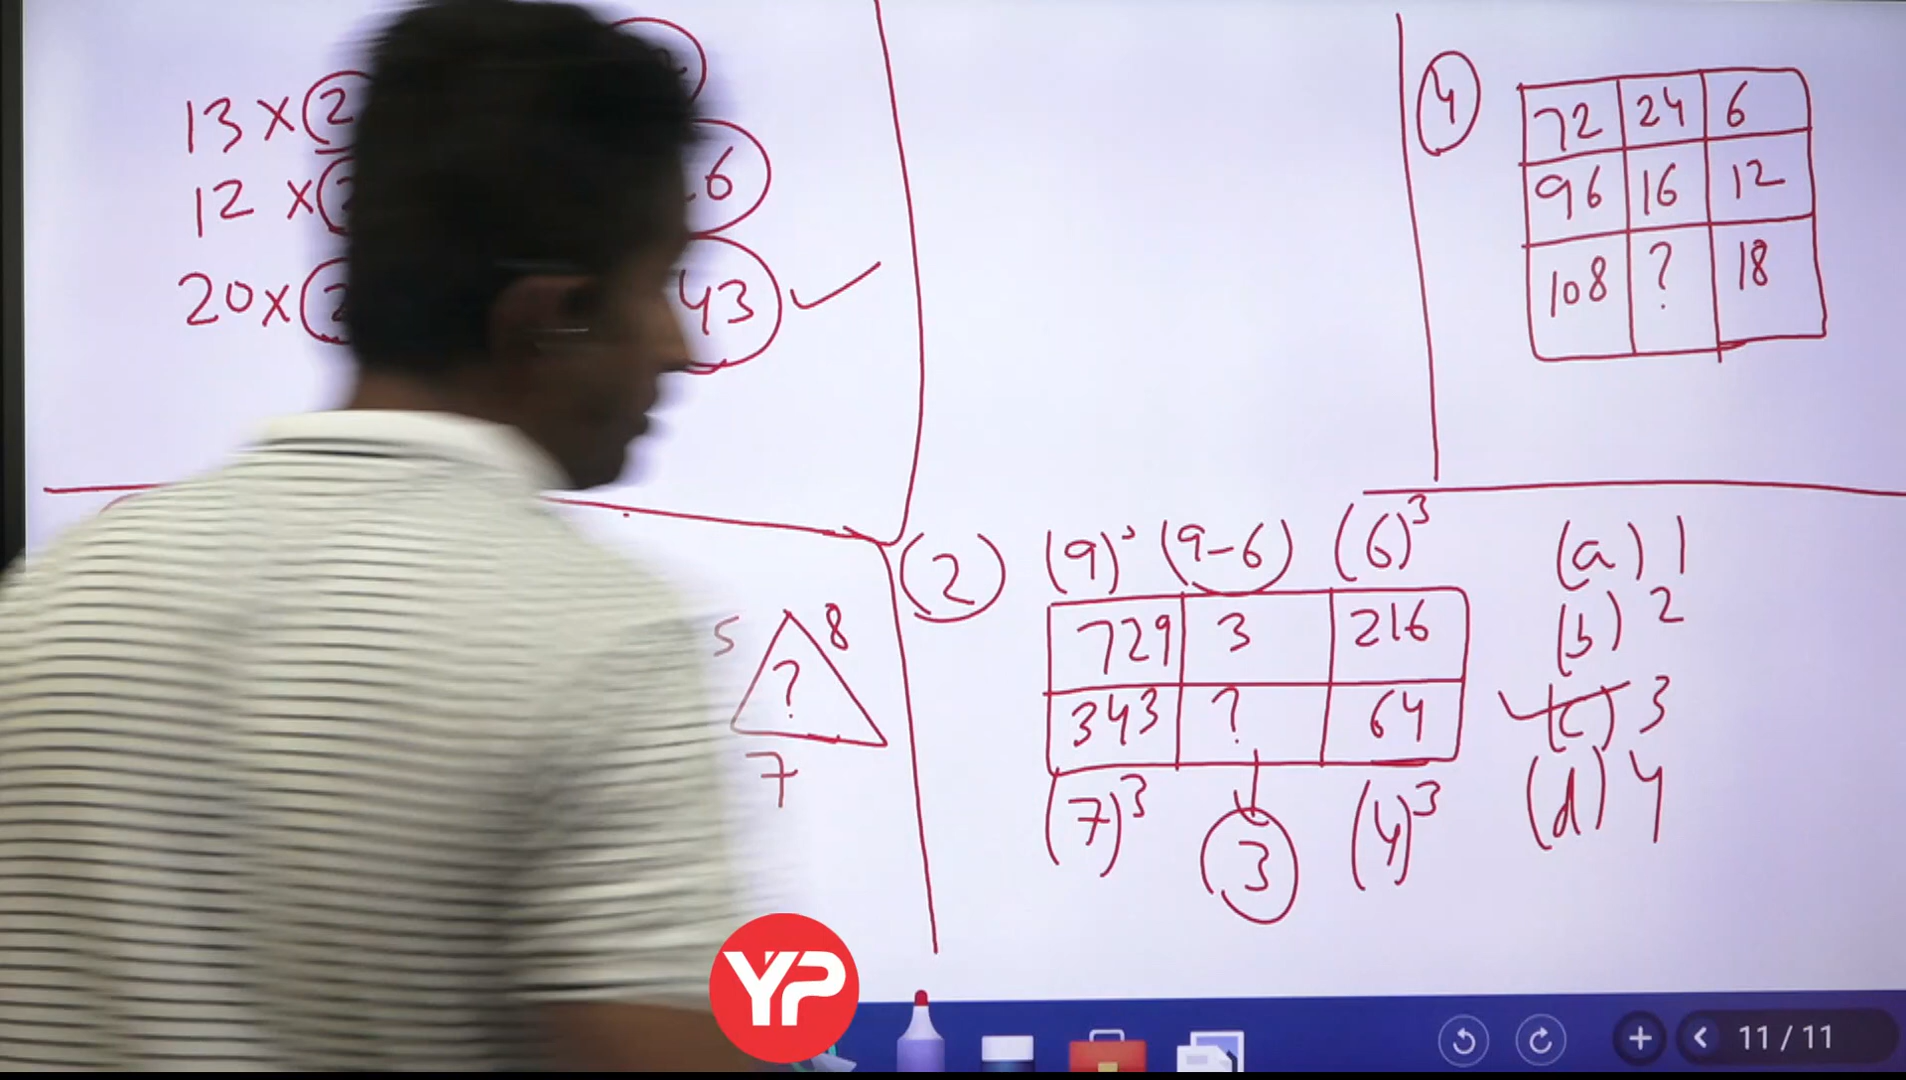 13 × 2
12 ×
6
20 ×
43
4
72 24 6
96 16 12
108 ? 18
5 8
?
7
2
(9)³ (9-6) (6)³
729 3 216
343 ? 64
(7)³ 3 (4)³
(a) 1
(b) 2
(c) 3
(d) 4
YP
11 / 11